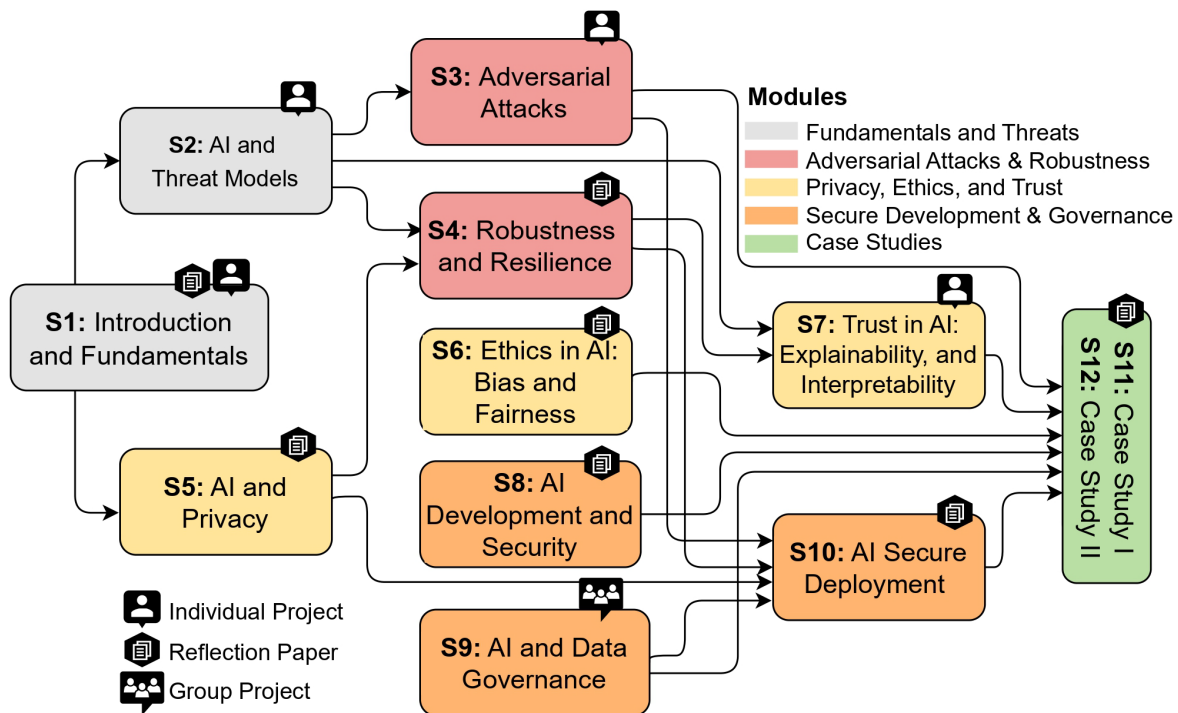 S3: Adversarial
Attacks
Modules
Fundamentals and Threats
Adversarial Attacks & Robustness
Privacy, Ethics, and Trust
Secure Development & Governance
Case Studies
S2: AI and
Threat Models
S4: Robustness
and Resilience
S1: Introduction
and Fundamentals
S6: Ethics in AI:
Bias and
Fairness
S7: Trust in AI:
Explainability, and
Interpretability
S11: Case Study I
S12: Case Study II
S5: AI and
Privacy
S8: AI
Development and
Security
S10: AI Secure
Deployment
S9: AI and Data
Governance
Individual Project
Reflection Paper
Group Project